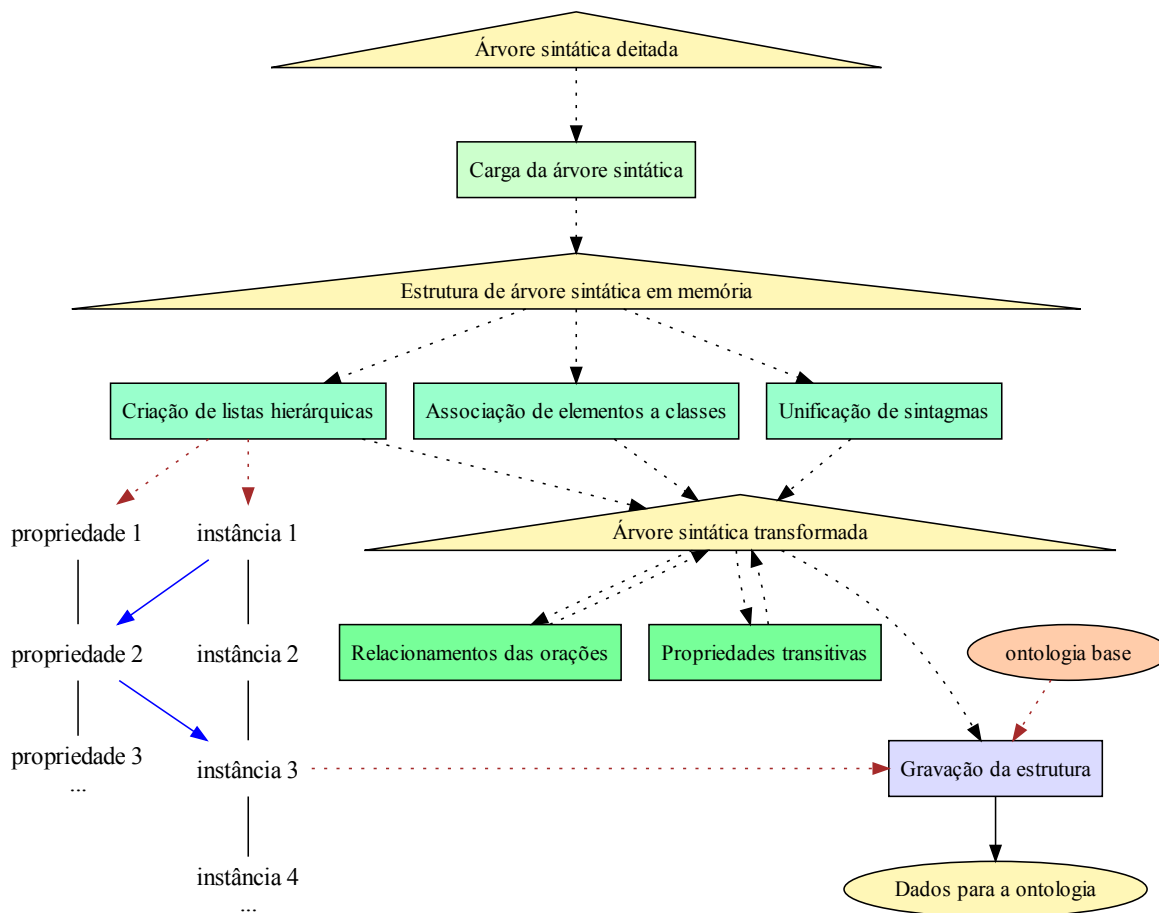 Árvore sintática deitada
Carga da árvore sintática
Estrutura de árvore sintática em memória
Criação de listas hierárquicas
Associação de elementos a classes
Unificação de sintagmas
propriedade 1
instância 1
Árvore sintática transformada
propriedade 2
instância 2
Relacionamentos das orações
Propriedades transitivas
ontologia base
propriedade 3
...
instância 3
Gravação da estrutura
instância 4
...
Dados para a ontologia